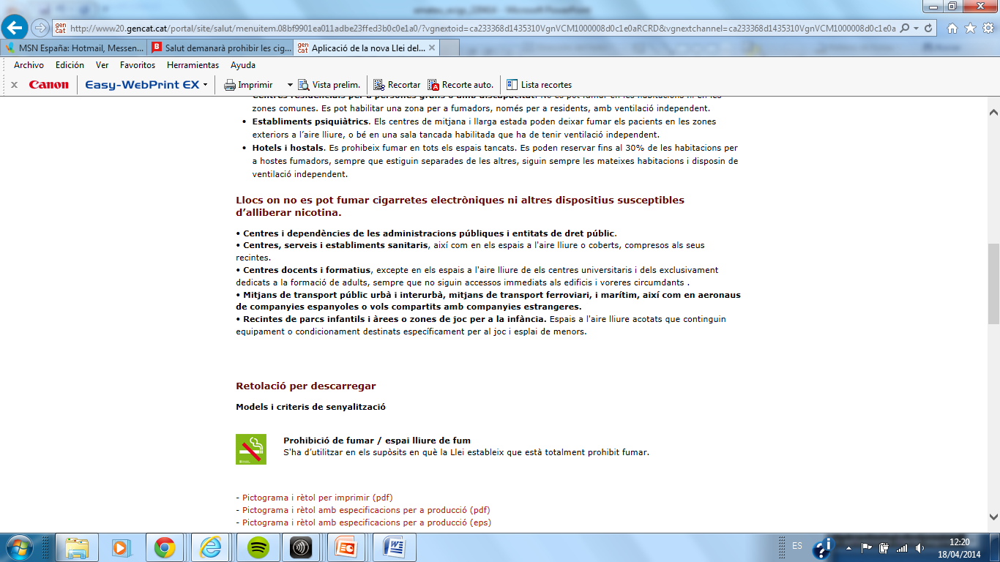 amateu_ecigs_220414 - Microsoft PowerPoint
gen cat http://www20.gencat.cat/portal/site/salut/menuitem.08bf9901ea011adbe23ffed3b0c0e1a0/?vgnextoid=ca233368d1435310VgnVCM1000008d0c1e0aRCRD&vgnextchannel=ca233368d1435310VgnVCM1000008d0c1e0a
MSN España: Hotmail, Messen... B Salut demanarà prohibir les cig... gen cat Aplicació de la nova Llei del...
Archivo Edición Ver Favoritos Herramientas Ayuda
x Canon Easy-WebPrint EX Imprimir Vista prelim. Recortar Recorte auto. Lista recortes
Centres residencials per a persones grans o amb discapacitat. No es pot fumar en les habitacions ni en les
zones comunes. Es pot habilitar una zona per a fumadors, només per a residents, amb ventilació independent.
• Establiments psiquiàtrics. Els centres de mitjana i llarga estada poden deixar fumar els pacients en les zones
exteriors a l’aire lliure, o bé en una sala tancada habilitada que ha de tenir ventilació independent.
• Hotels i hostals. Es prohibeix fumar en tots els espais tancats. Es poden reservar fins al 30% de les habitacions per
a hostes fumadors, sempre que estiguin separades de les altres, siguin sempre les mateixes habitacions i disposin de
ventilació independent.
Llocs on no es pot fumar cigarretes electròniques ni altres dispositius susceptibles
d’alliberar nicotina.
• Centres i dependències de les administracions públiques i entitats de dret públic.
• Centres, serveis i establiments sanitaris, així com en els espais a l'aire lliure o coberts, compresos als seus
recintes.
• Centres docents i formatius, excepte en els espais a l'aire lliure de els centres universitaris i dels exclusivament
dedicats a la formació de adults, sempre que no siguin accessos immediats als edificis i voreres circumdants .
• Mitjans de transport públic urbà i interurbà, mitjans de transport ferroviari, i marítim, així com en aeronaus
de companyies espanyoles o vols compartits amb companyies estrangeres.
• Recintes de parcs infantils i àrees o zones de joc per a la infància. Espais a l'aire lliure acotats que continguin
equipament o condicionament destinats específicament per al joc i esplai de menors.
Retolació per descarregar
Models i criteris de senyalització
Prohibició de fumar / espai lliure de fum
S'ha d’utilitzar en els supòsits en què la Llei estableix que està totalment prohibit fumar.
- Pictograma i rètol per imprimir (pdf)
- Pictograma i rètol amb especificacions per a producció (pdf)
- Pictograma i rètol amb especificacions per a producció (eps)
ES
12:20
18/04/2014